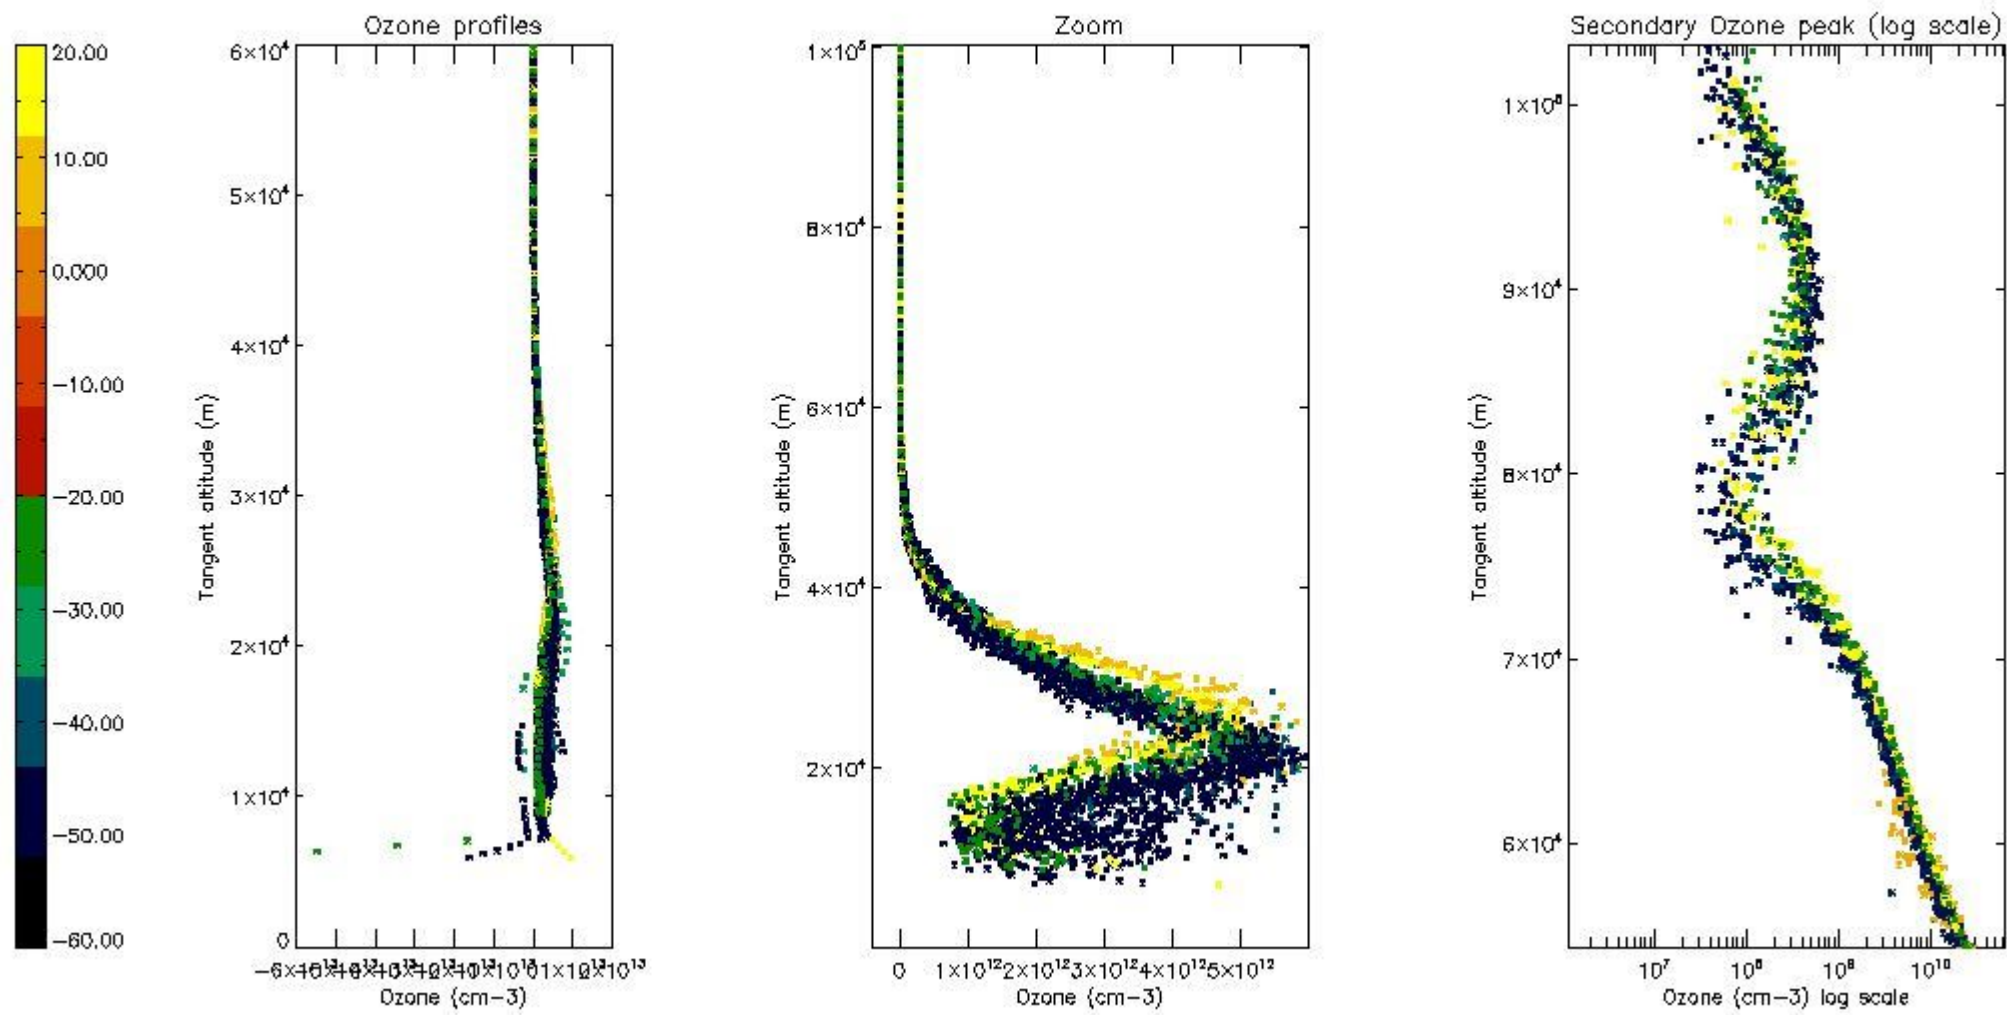 Ozone profiles
Zoom
Secondary Ozone peak (log scale)
20.00
10.00
0.000
−10.00
−20.00
−30.00
−40.00
−50.00
−60.00
6×10⁴
5×10⁴
4×10⁴
3×10⁴
2×10⁴
1×10⁴
0
Tangent altitude (m)
Ozone (cm−3)
1×10⁵
8×10⁴
6×10⁴
4×10⁴
2×10⁴
Tangent altitude (m)
0 1×10¹² 2×10¹² 3×10¹² 4×10¹² 5×10¹²
Ozone (cm−3)
1×10⁵
9×10⁴
8×10⁴
7×10⁴
6×10⁴
Tangent altitude (m)
10⁷ 10⁸ 10⁹ 10¹⁰
Ozone (cm−3) log scale